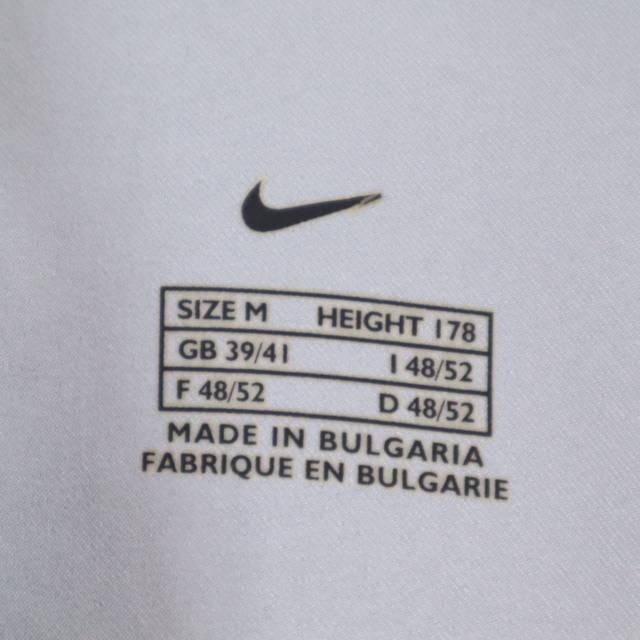 SIZE M HEIGHT 178
GB 39/41 I 48/52
F 48/52 D 48/52
MADE IN BULGARIA
FABRIQUE EN BULGARIE